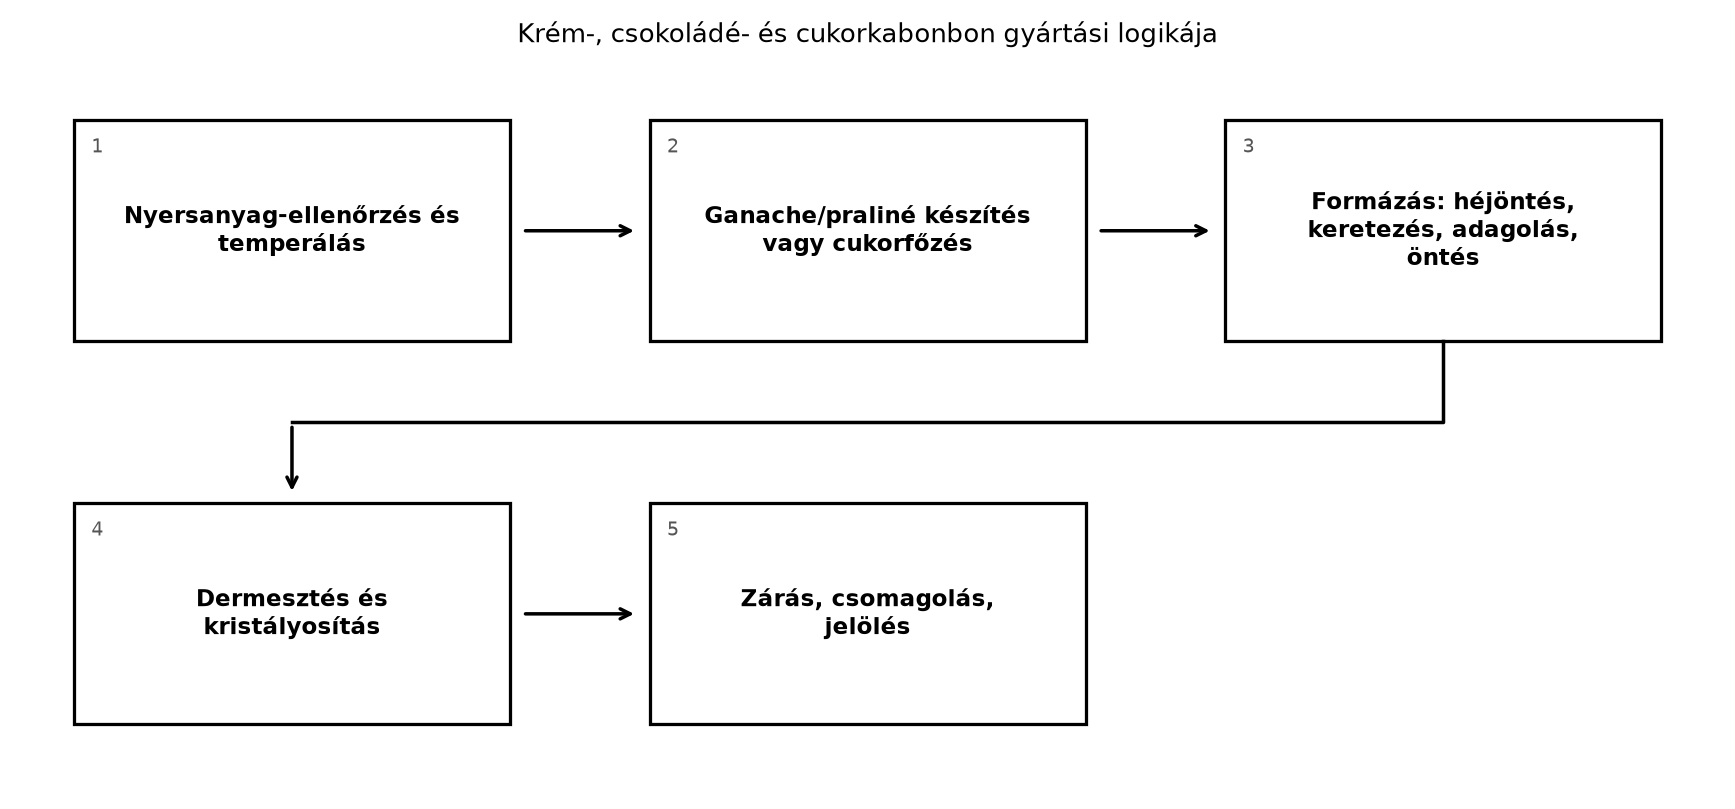 Krém-, csokoládé- és cukorkabonbon gyártási logikája
1
Nyersanyag-ellenőrzés és
temperálás
2
Ganache/praliné készítés
vagy cukorfőzés
3
Formázás: héjöntés,
keretezés, adagolás,
öntés
4
Dermesztés és
kristályosítás
5
Zárás, csomagolás,
jelölés